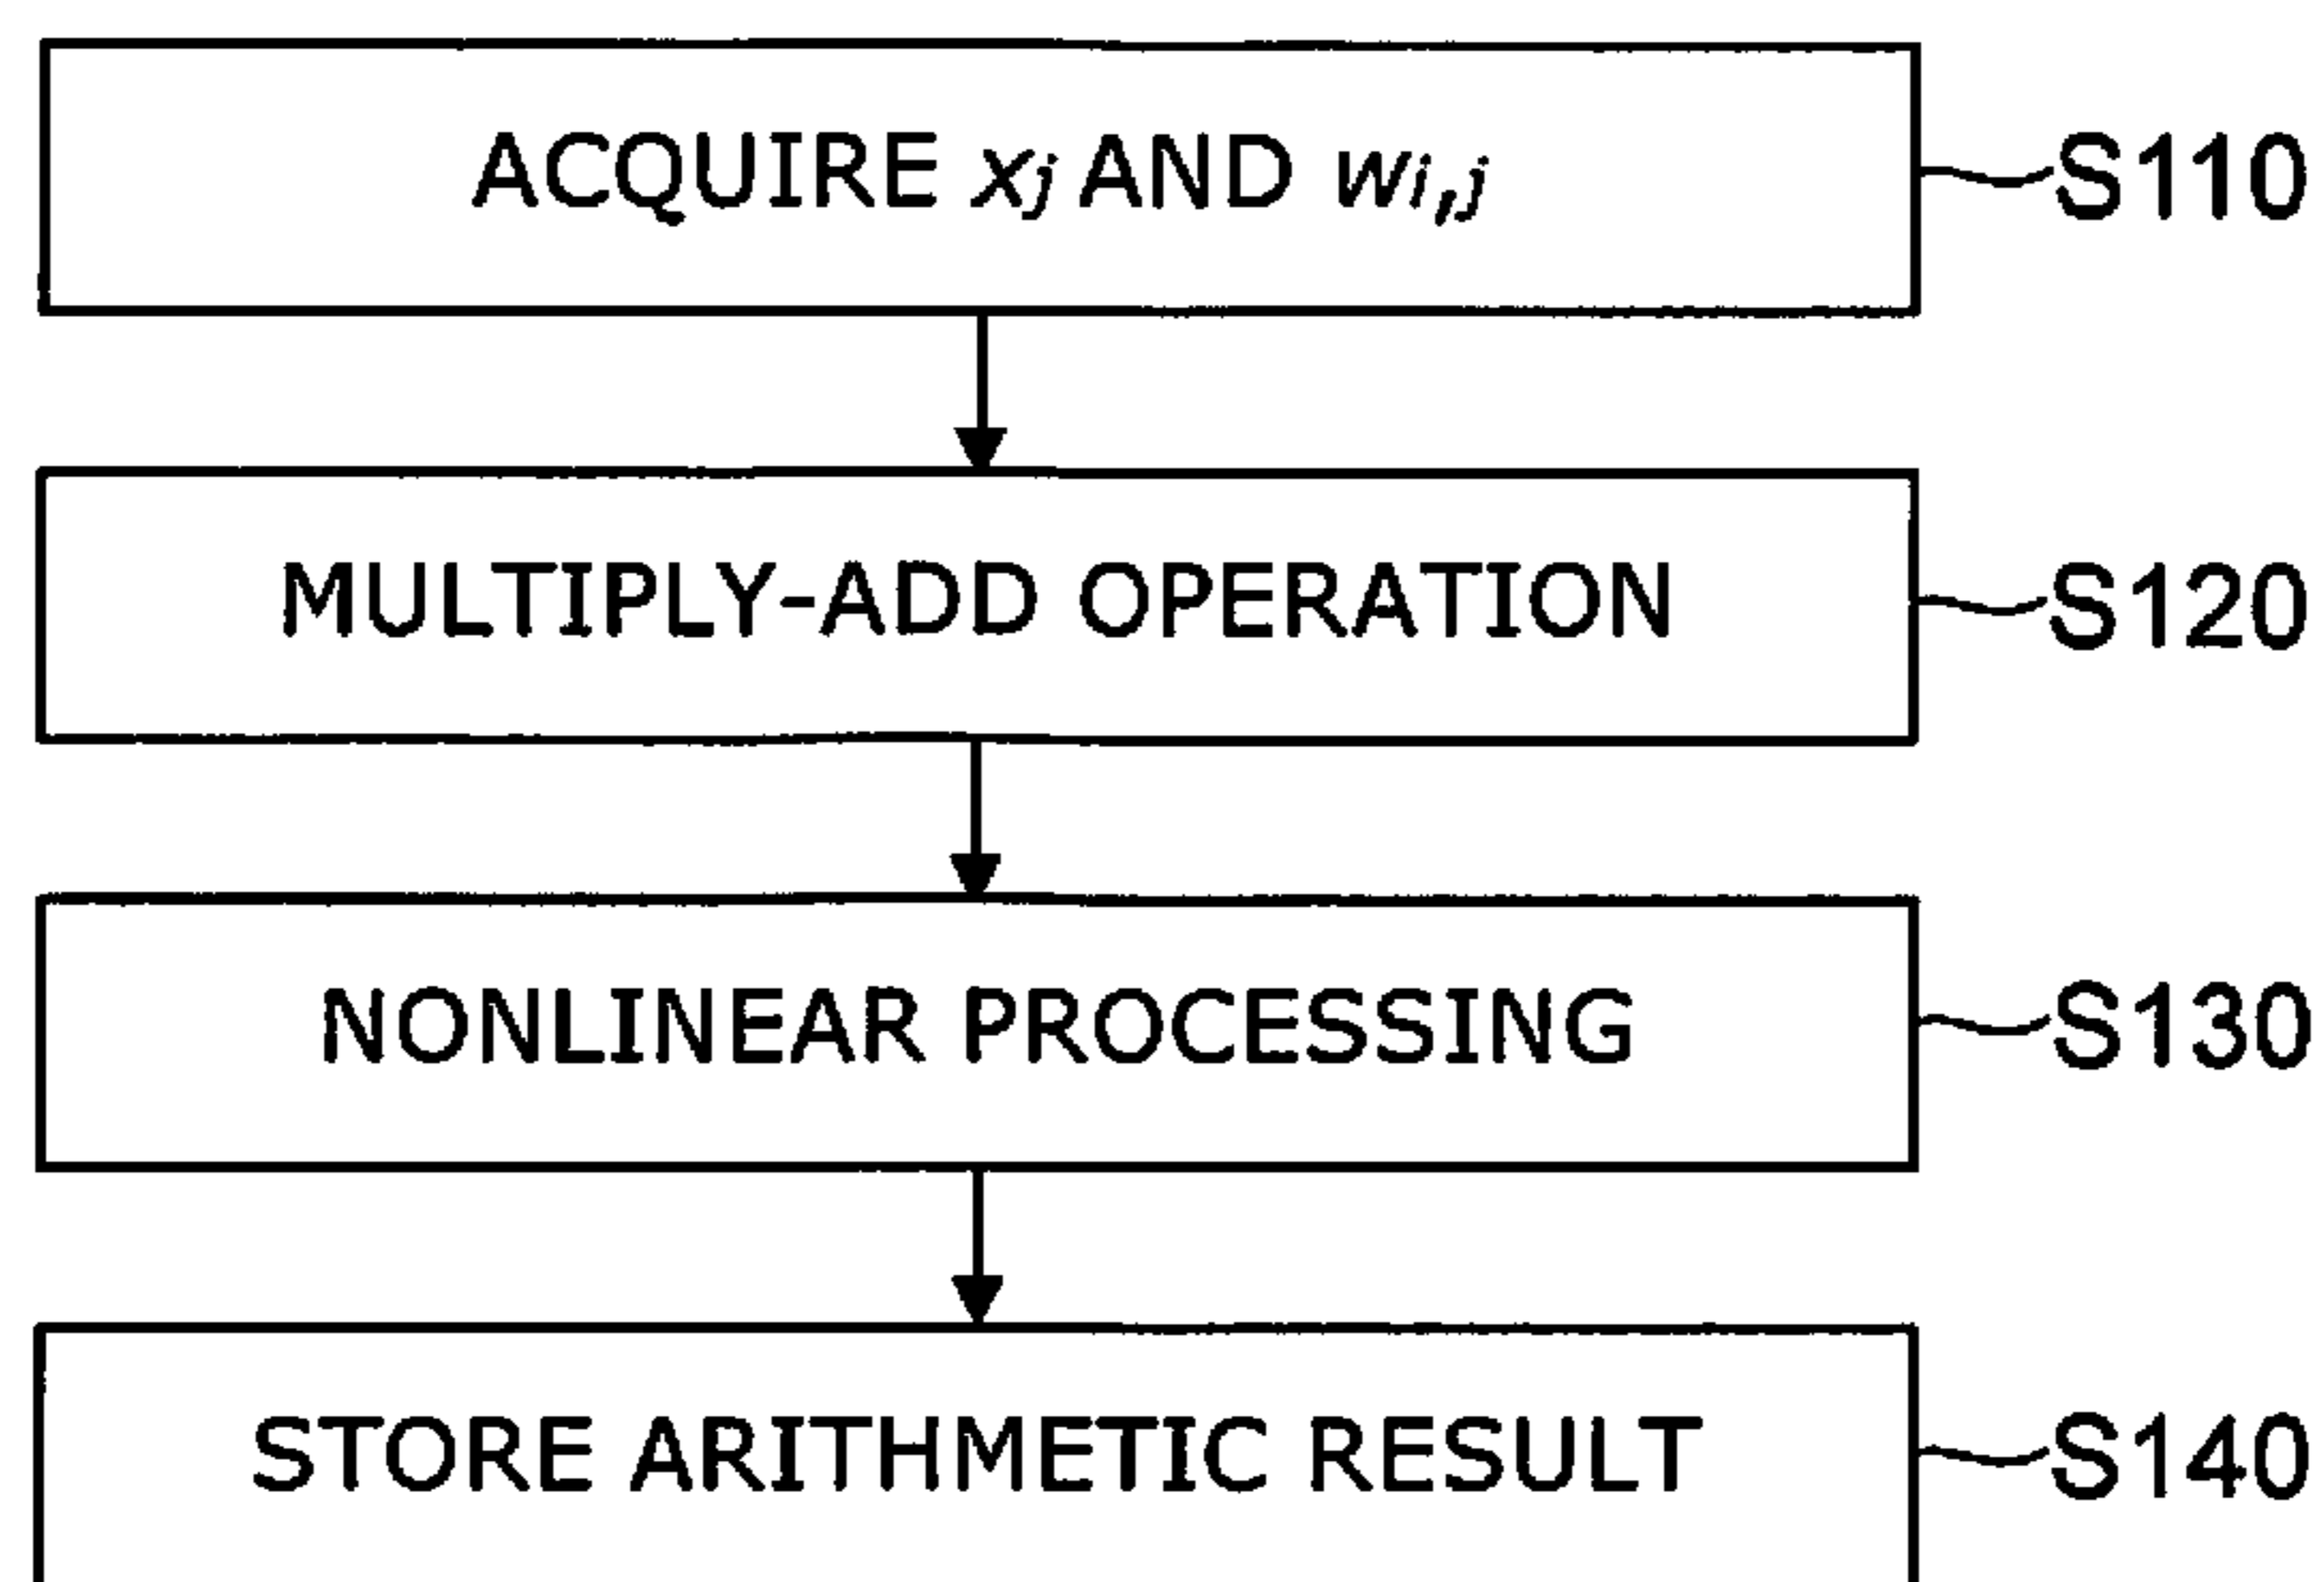 ACQUIRE xj AND wi,j S110
MULTIPLY-ADD OPERATION S120
NONLINEAR PROCESSING S130
STORE ARITHMETIC RESULT S140